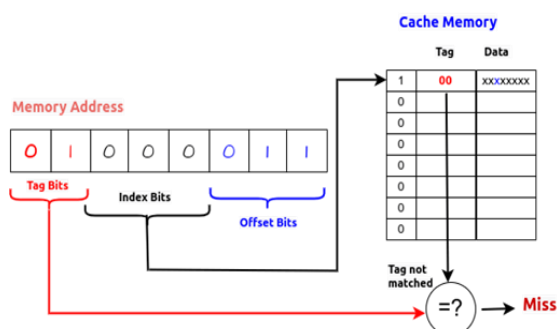 Cache Memory
Tag Data
1 00 xxxxxxxx
0
0
0
0
0
0
0
Memory Address
0 1 0 0 0 0 1 1
Tag Bits
Index Bits
Offset Bits
Tag not
matched
=?
Miss